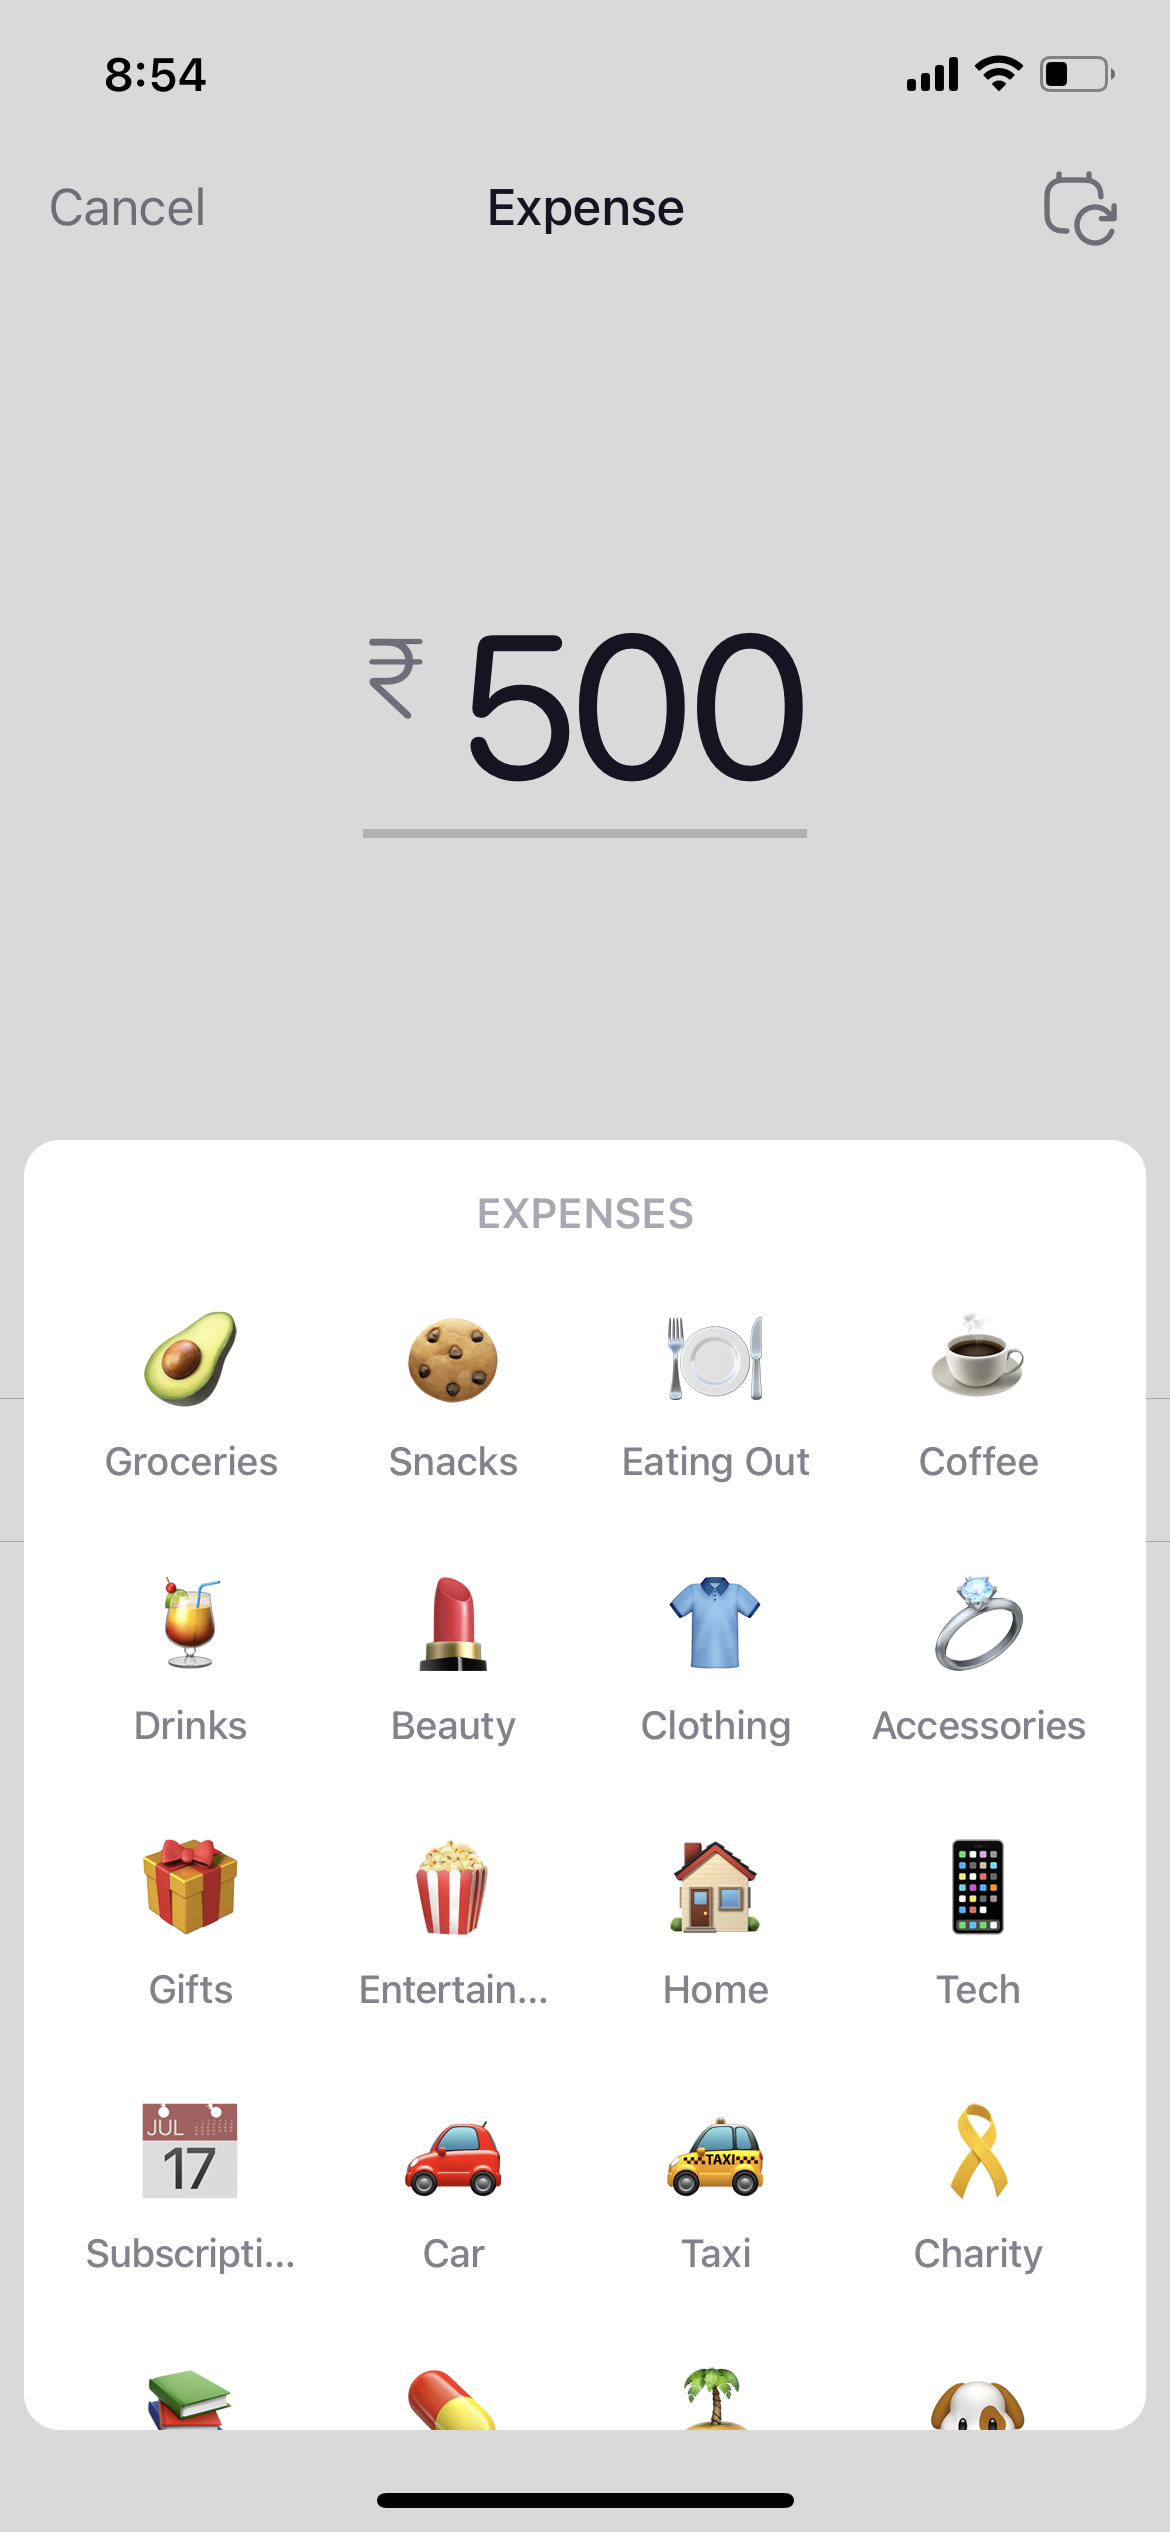 8:54
Cancel Expense
₹ 500
EXPENSES
Groceries Snacks Eating Out Coffee
Drinks Beauty Clothing Accessories
Gifts Entertain... Home Tech
JUL
17
TAXI
Subscripti... Car Taxi Charity